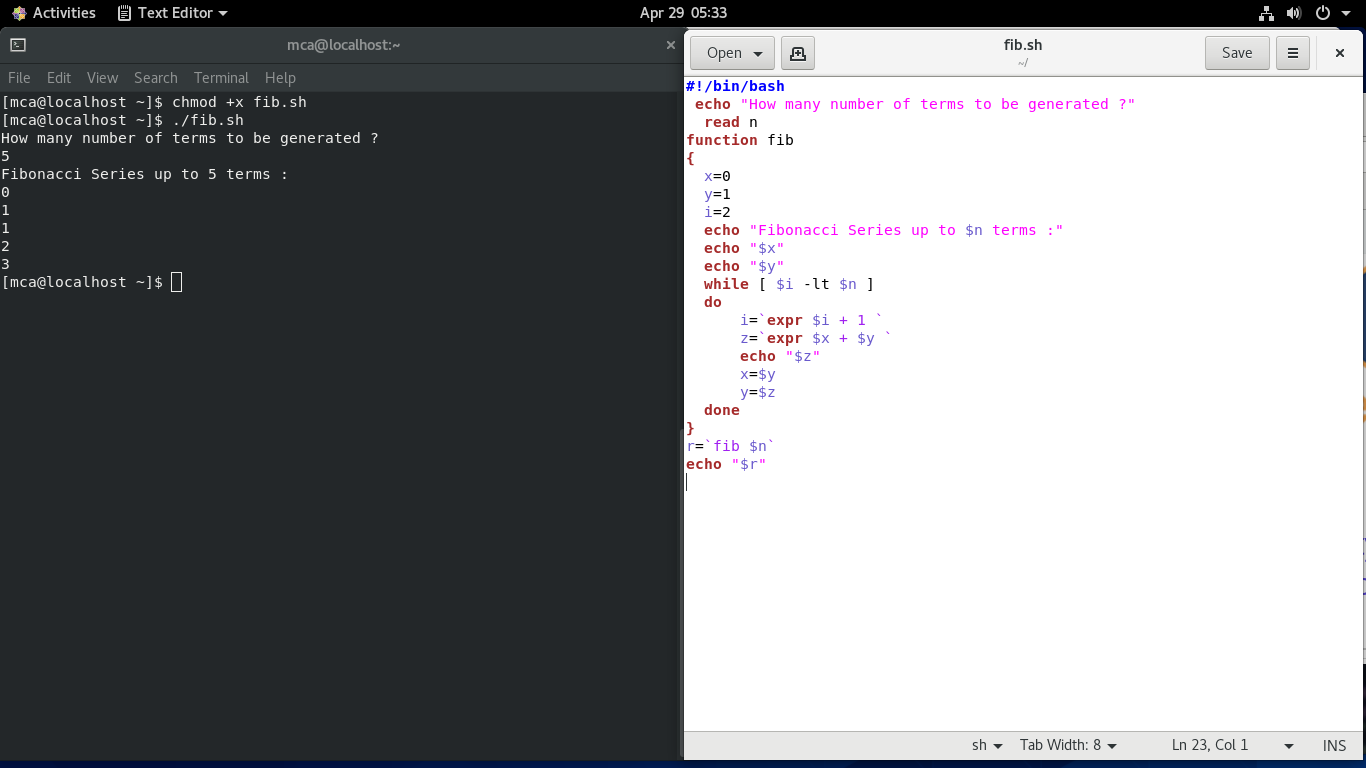 Activities Text Editor Apr 29 05:33
mca@localhost:~
File Edit View Search Terminal Help
[mca@localhost ~]$ chmod +x fib.sh
[mca@localhost ~]$ ./fib.sh
How many number of terms to be generated ?
5
Fibonacci Series up to 5 terms :
0
1
1
2
3
[mca@localhost ~]$
Open fib.sh Save
~/
#!/bin/bash
 echo "How many number of terms to be generated ?"
  read n
function fib
{
  x=0
  y=1
  i=2
  echo "Fibonacci Series up to $n terms :"
  echo "$x"
  echo "$y"
  while [ $i -lt $n ]
  do
      i=`expr $i + 1 `
      z=`expr $x + $y `
      echo "$z"
      x=$y
      y=$z
  done
}
r=`fib $n`
echo "$r"
sh Tab Width: 8 Ln 23, Col 1 INS